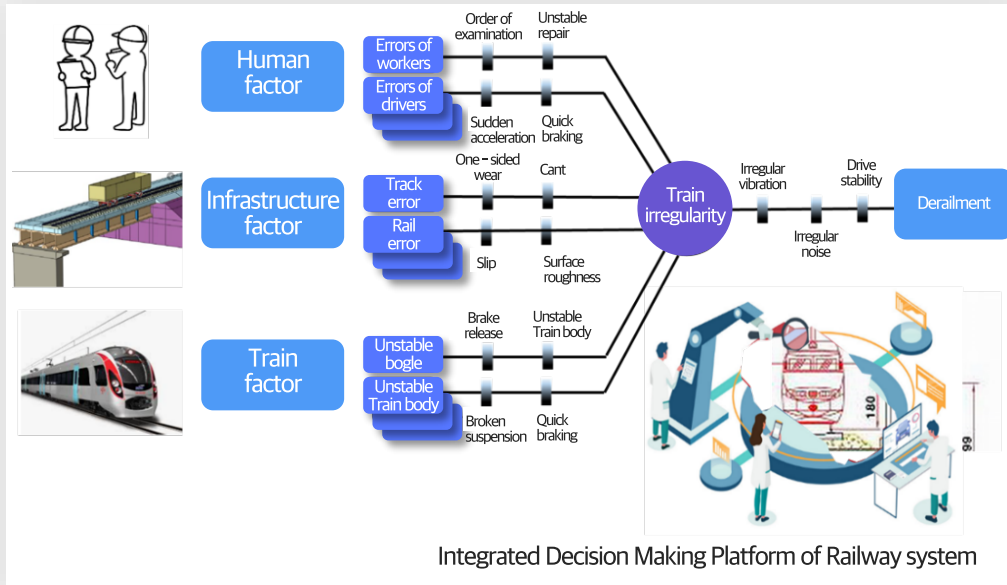 Order of
examination
Unstable
repair
Human
factor
Errors of
workers
Errors of
drivers
Sudden
acceleration
Quick
braking
One - sided
wear
Cant
Infrastructure
factor
Track
error
Rail
error
Slip
Surface
roughness
Train
irregularity
Irregular
vibration
Drive
stability
Irregular
noise
Derailment
Brake
release
Unstable
Train body
Train
factor
Unstable
bogle
Unstable
Train body
Broken
suspension
Quick
braking
180
99
Integrated Decision Making Platform of Railway system